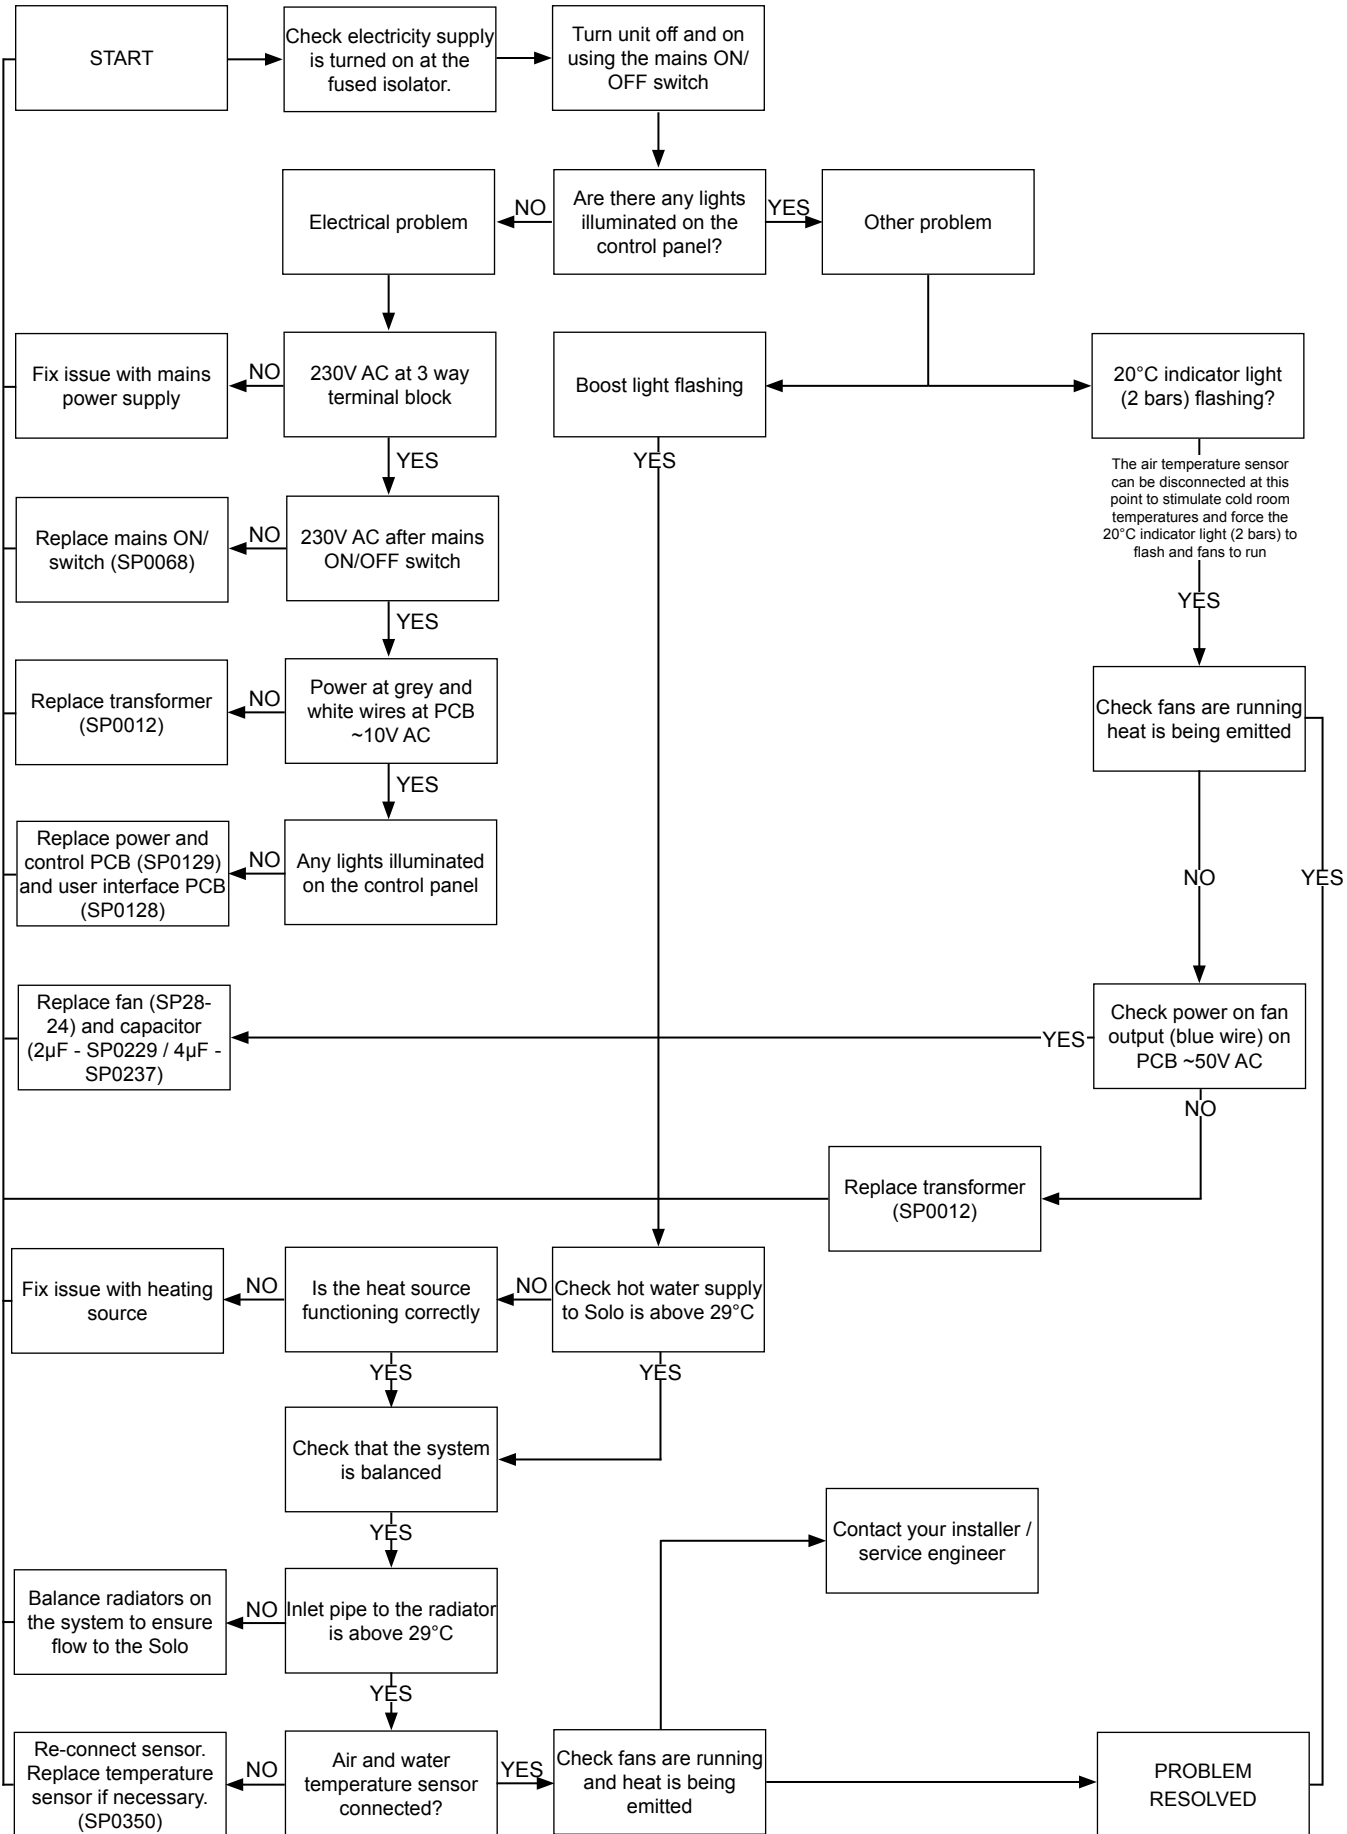 START
Check electricity supply
is turned on at the
fused isolator.
Turn unit off and on
using the mains ON/
OFF switch
Electrical problem
NO
Are there any lights
illuminated on the
control panel?
YES
Other problem
Fix issue with mains
power supply
NO
230V AC at 3 way
terminal block
Boost light flashing
20°C indicator light
(2 bars) flashing?
YES
YES
The air temperature sensor
can be disconnected at this
point to stimulate cold room
temperatures and force the
20°C indicator light (2 bars) to
flash and fans to run
Replace mains ON/
switch (SP0068)
NO
230V AC after mains
ON/OFF switch
YES
YES
Replace transformer
(SP0012)
NO
Power at grey and
white wires at PCB
~10V AC
Check fans are running
heat is being emitted
YES
Replace power and
control PCB (SP0129)
and user interface PCB
(SP0128)
NO
Any lights illuminated
on the control panel
NO
YES
Replace fan (SP28-
24) and capacitor
(2µF - SP0229 / 4µF -
SP0237)
YES
Check power on fan
output (blue wire) on
PCB ~50V AC
NO
Replace transformer
(SP0012)
Fix issue with heating
source
NO
Is the heat source
functioning correctly
NO
Check hot water supply
to Solo is above 29°C
YES
YES
Check that the system
is balanced
YES
Contact your installer /
service engineer
Balance radiators on
the system to ensure
flow to the Solo
NO
Inlet pipe to the radiator
is above 29°C
YES
Re-connect sensor.
Replace temperature
sensor if necessary.
(SP0350)
NO
Air and water
temperature sensor
connected?
YES
Check fans are running
and heat is being
emitted
PROBLEM
RESOLVED